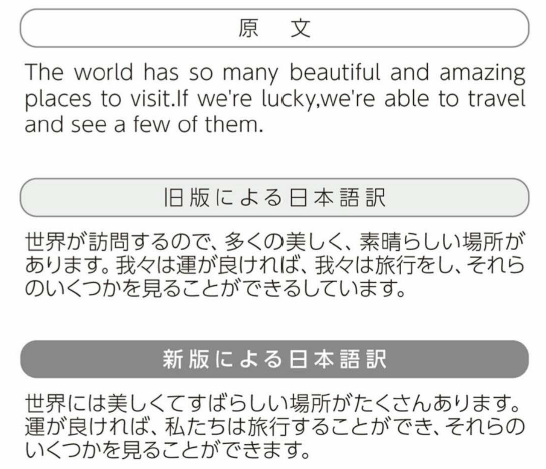 原 文
The world has so many beautiful and amazing
places to visit.If we're lucky,we're able to travel
and see a few of them.
旧版による日本語訳
世界が訪問するので、多くの美しく、素晴らしい場所が
あります。我々は運が良ければ、我々は旅行をし、それら
のいくつかを見ることができるしています。
新版による日本語訳
世界には美しくてすばらしい場所がたくさんあります。
運が良ければ、私たちは旅行することができ、それらの
いくつかを見ることができます。